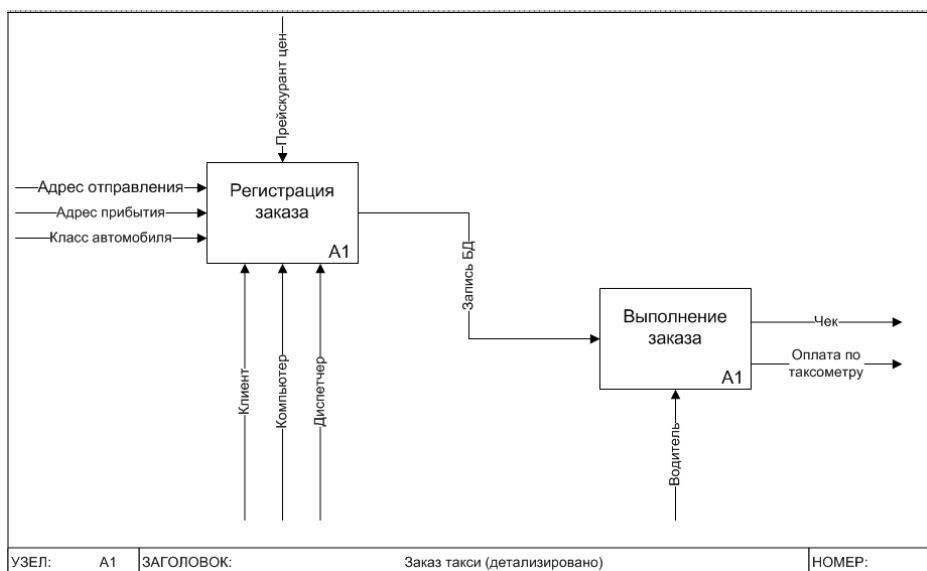 Прейскурант цен
Адрес отправления
Адрес прибытия
Класс автомобиля
Регистрация
заказа
A1
Запись БД
Клиент
Компьютер
Диспетчер
Выполнение
заказа
A1
Чек
Оплата по
таксометру
Водитель
УЗЕЛ: A1 ЗАГОЛОВОК: Заказ такси (детализировано) НОМЕР: